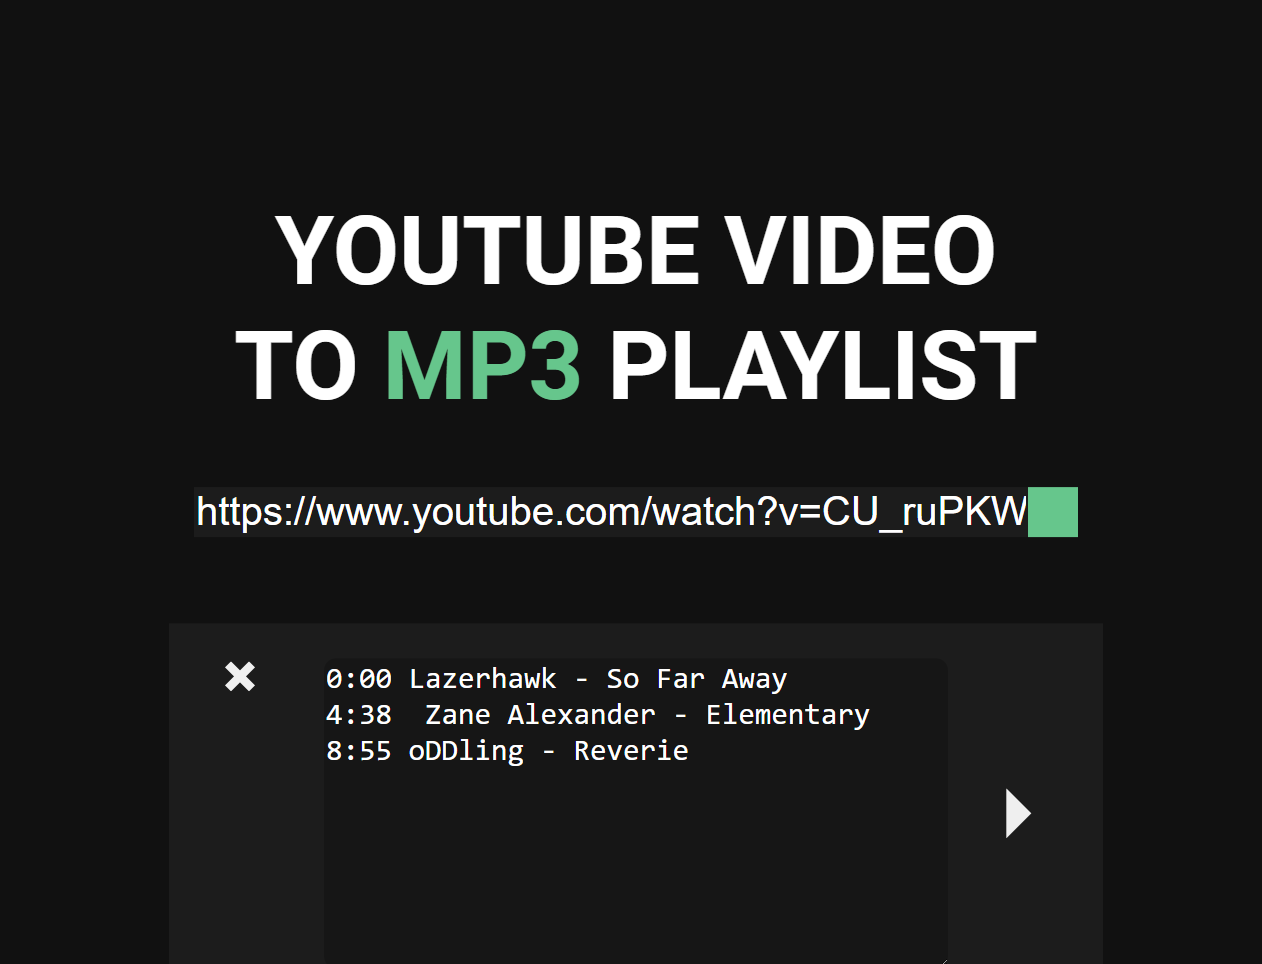 YOUTUBE VIDEO
TO MP3 PLAYLIST
https://www.youtube.com/watch?v=CU_ruPKW
0:00 Lazerhawk - So Far Away
4:38  Zane Alexander - Elementary
8:55 oDDling - Reverie